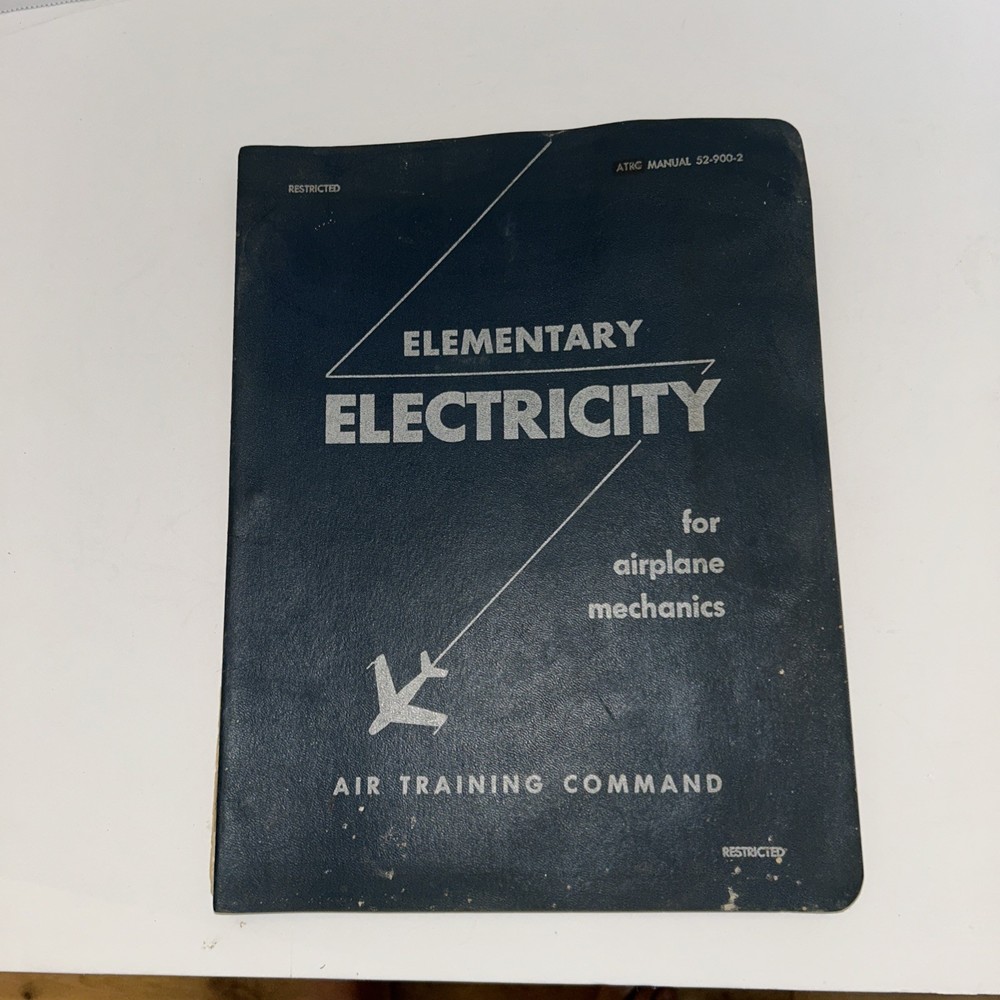 RESTRICTED
ATRC MANUAL 52-900-2
ELEMENTARY
ELECTRICITY
for
airplane
mechanics
AIR TRAINING COMMAND
RESTRICTED